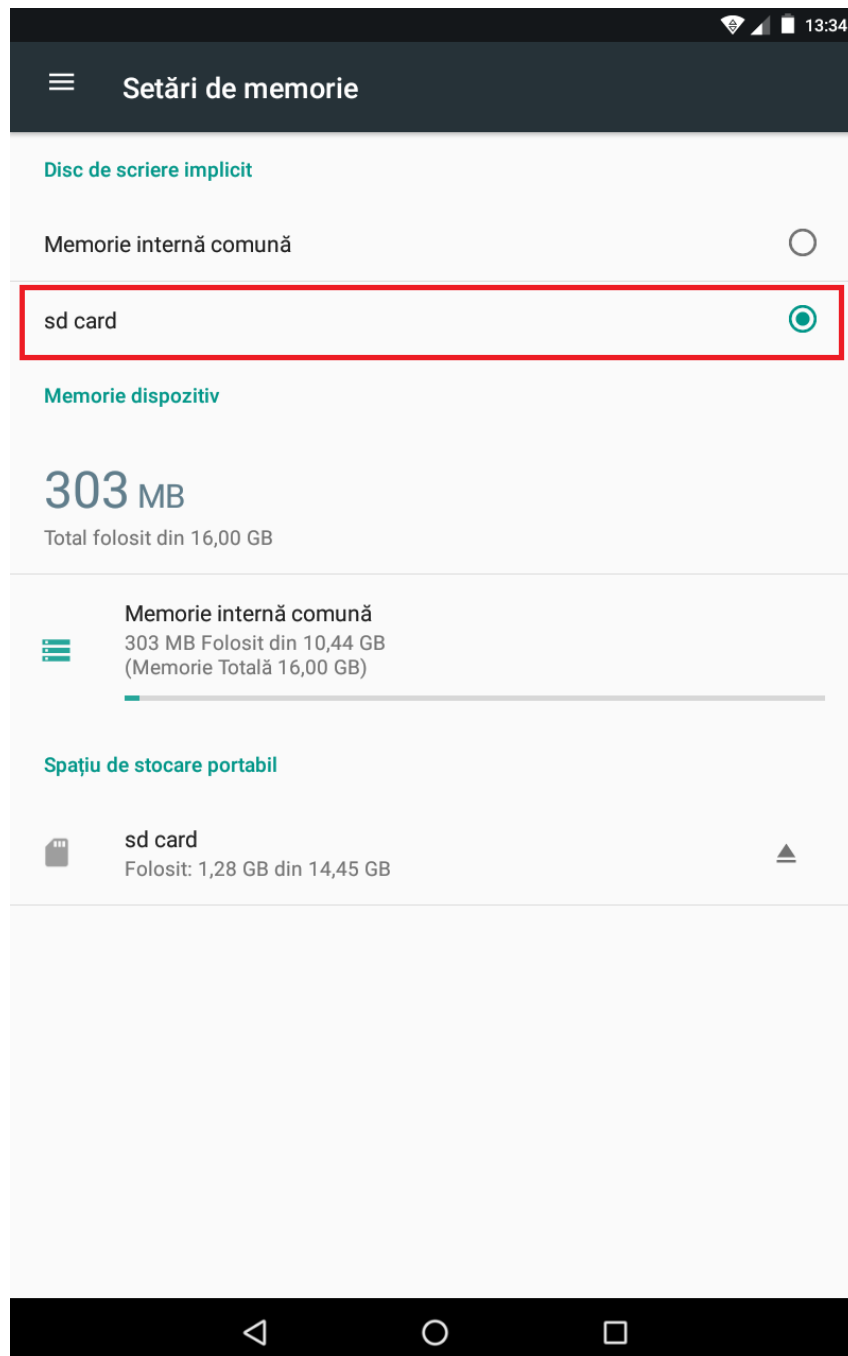 13:34
Setări de memorie
Disc de scriere implicit
Memorie internă comună
sd card
Memorie dispozitiv
303 MB
Total folosit din 16,00 GB
Memorie internă comună
303 MB Folosit din 10,44 GB
(Memorie Totală 16,00 GB)
Spațiu de stocare portabil
sd card
Folosit: 1,28 GB din 14,45 GB